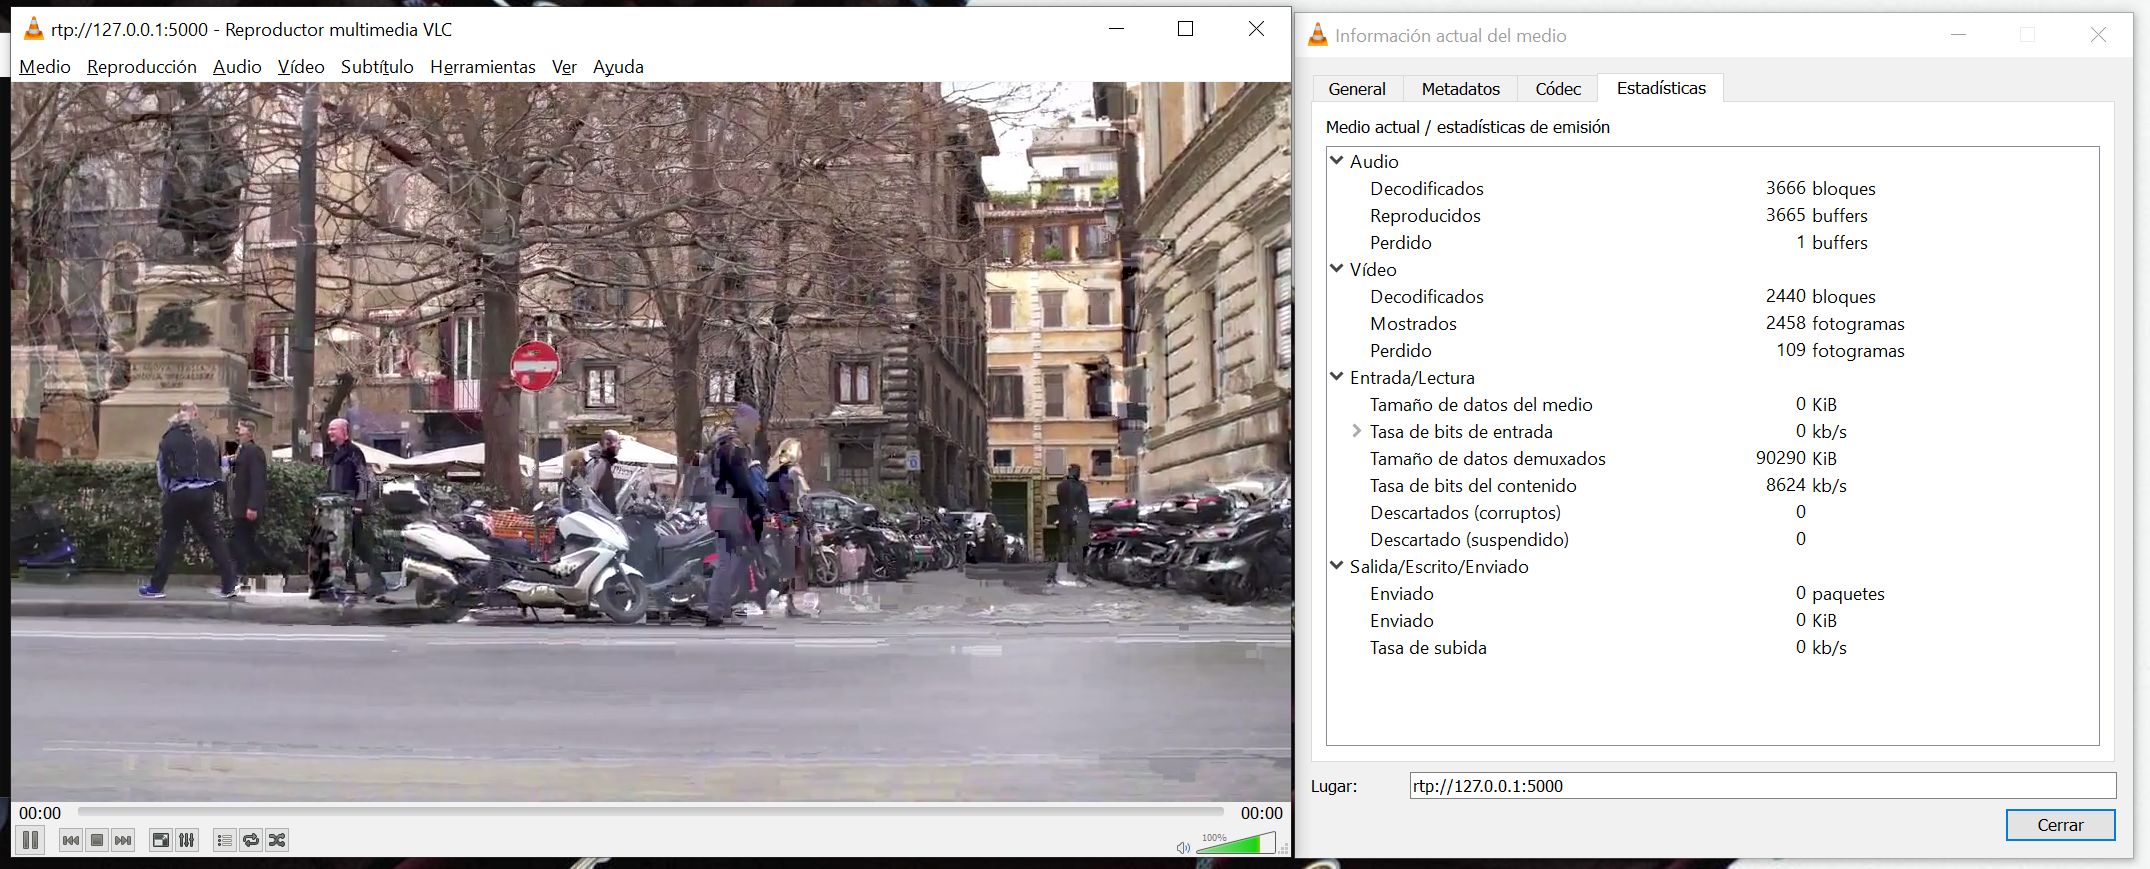 rtp://127.0.0.1:5000 - Reproductor multimedia VLC
Medio Reproducción Audio Vídeo Subtítulo Herramientas Ver Ayuda
00:00 00:00
100%
Información actual del medio
General Metadatos Códec Estadísticas
Medio actual / estadísticas de emisión
Audio
Decodificados 3666 bloques
Reproducidos 3665 buffers
Perdido 1 buffers
Vídeo
Decodificados 2440 bloques
Mostrados 2458 fotogramas
Perdido 109 fotogramas
Entrada/Lectura
Tamaño de datos del medio 0 KiB
Tasa de bits de entrada 0 kb/s
Tamaño de datos demuxados 90290 KiB
Tasa de bits del contenido 8624 kb/s
Descartados (corruptos) 0
Descartado (suspendido) 0
Salida/Escrito/Enviado
Enviado 0 paquetes
Enviado 0 KiB
Tasa de subida 0 kb/s
Lugar: rtp://127.0.0.1:5000
Cerrar